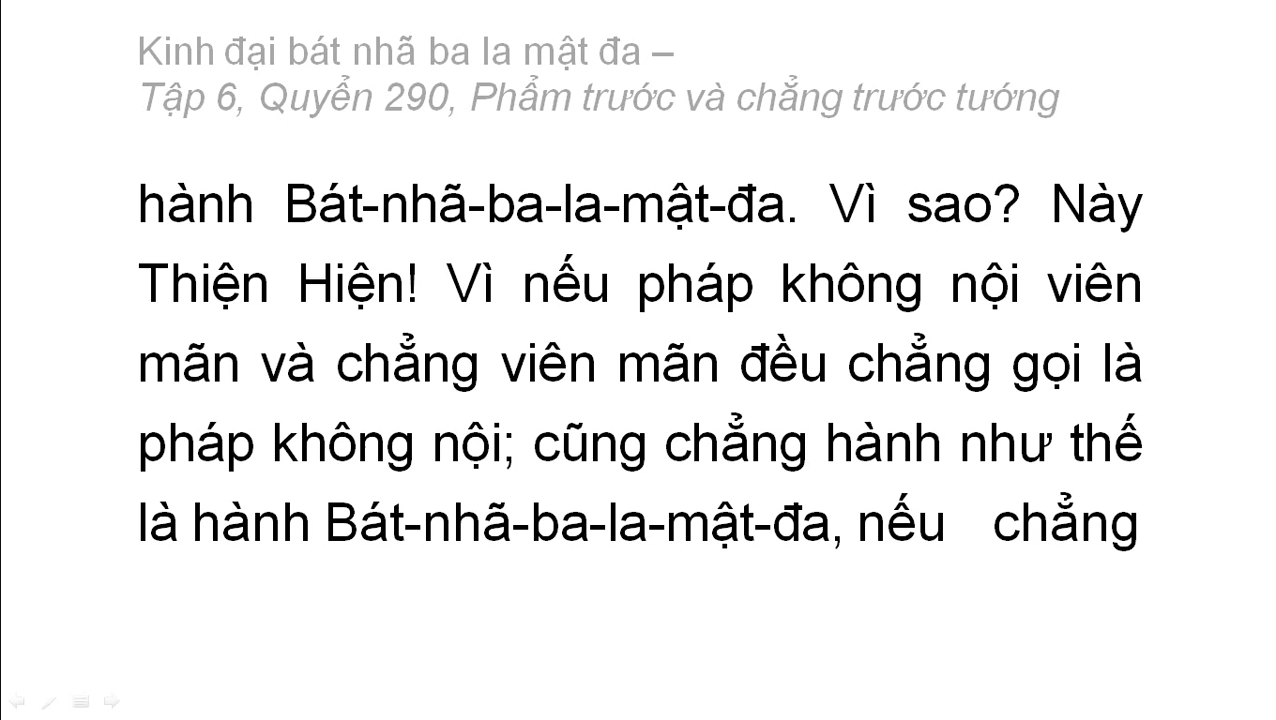 Kinh đại bát nhã ba la mật đa –
Tập 6, Quyển 290, Phẩm trước và chẳng trước tướng
hành Bát-nhã-ba-la-mật-đa. Vì sao? Này
Thiện Hiện! Vì nếu pháp không nội viên
mãn và chẳng viên mãn đều chẳng gọi là
pháp không nội; cũng chẳng hành như thế
là hành Bát-nhã-ba-la-mật-đa, nếu chẳng